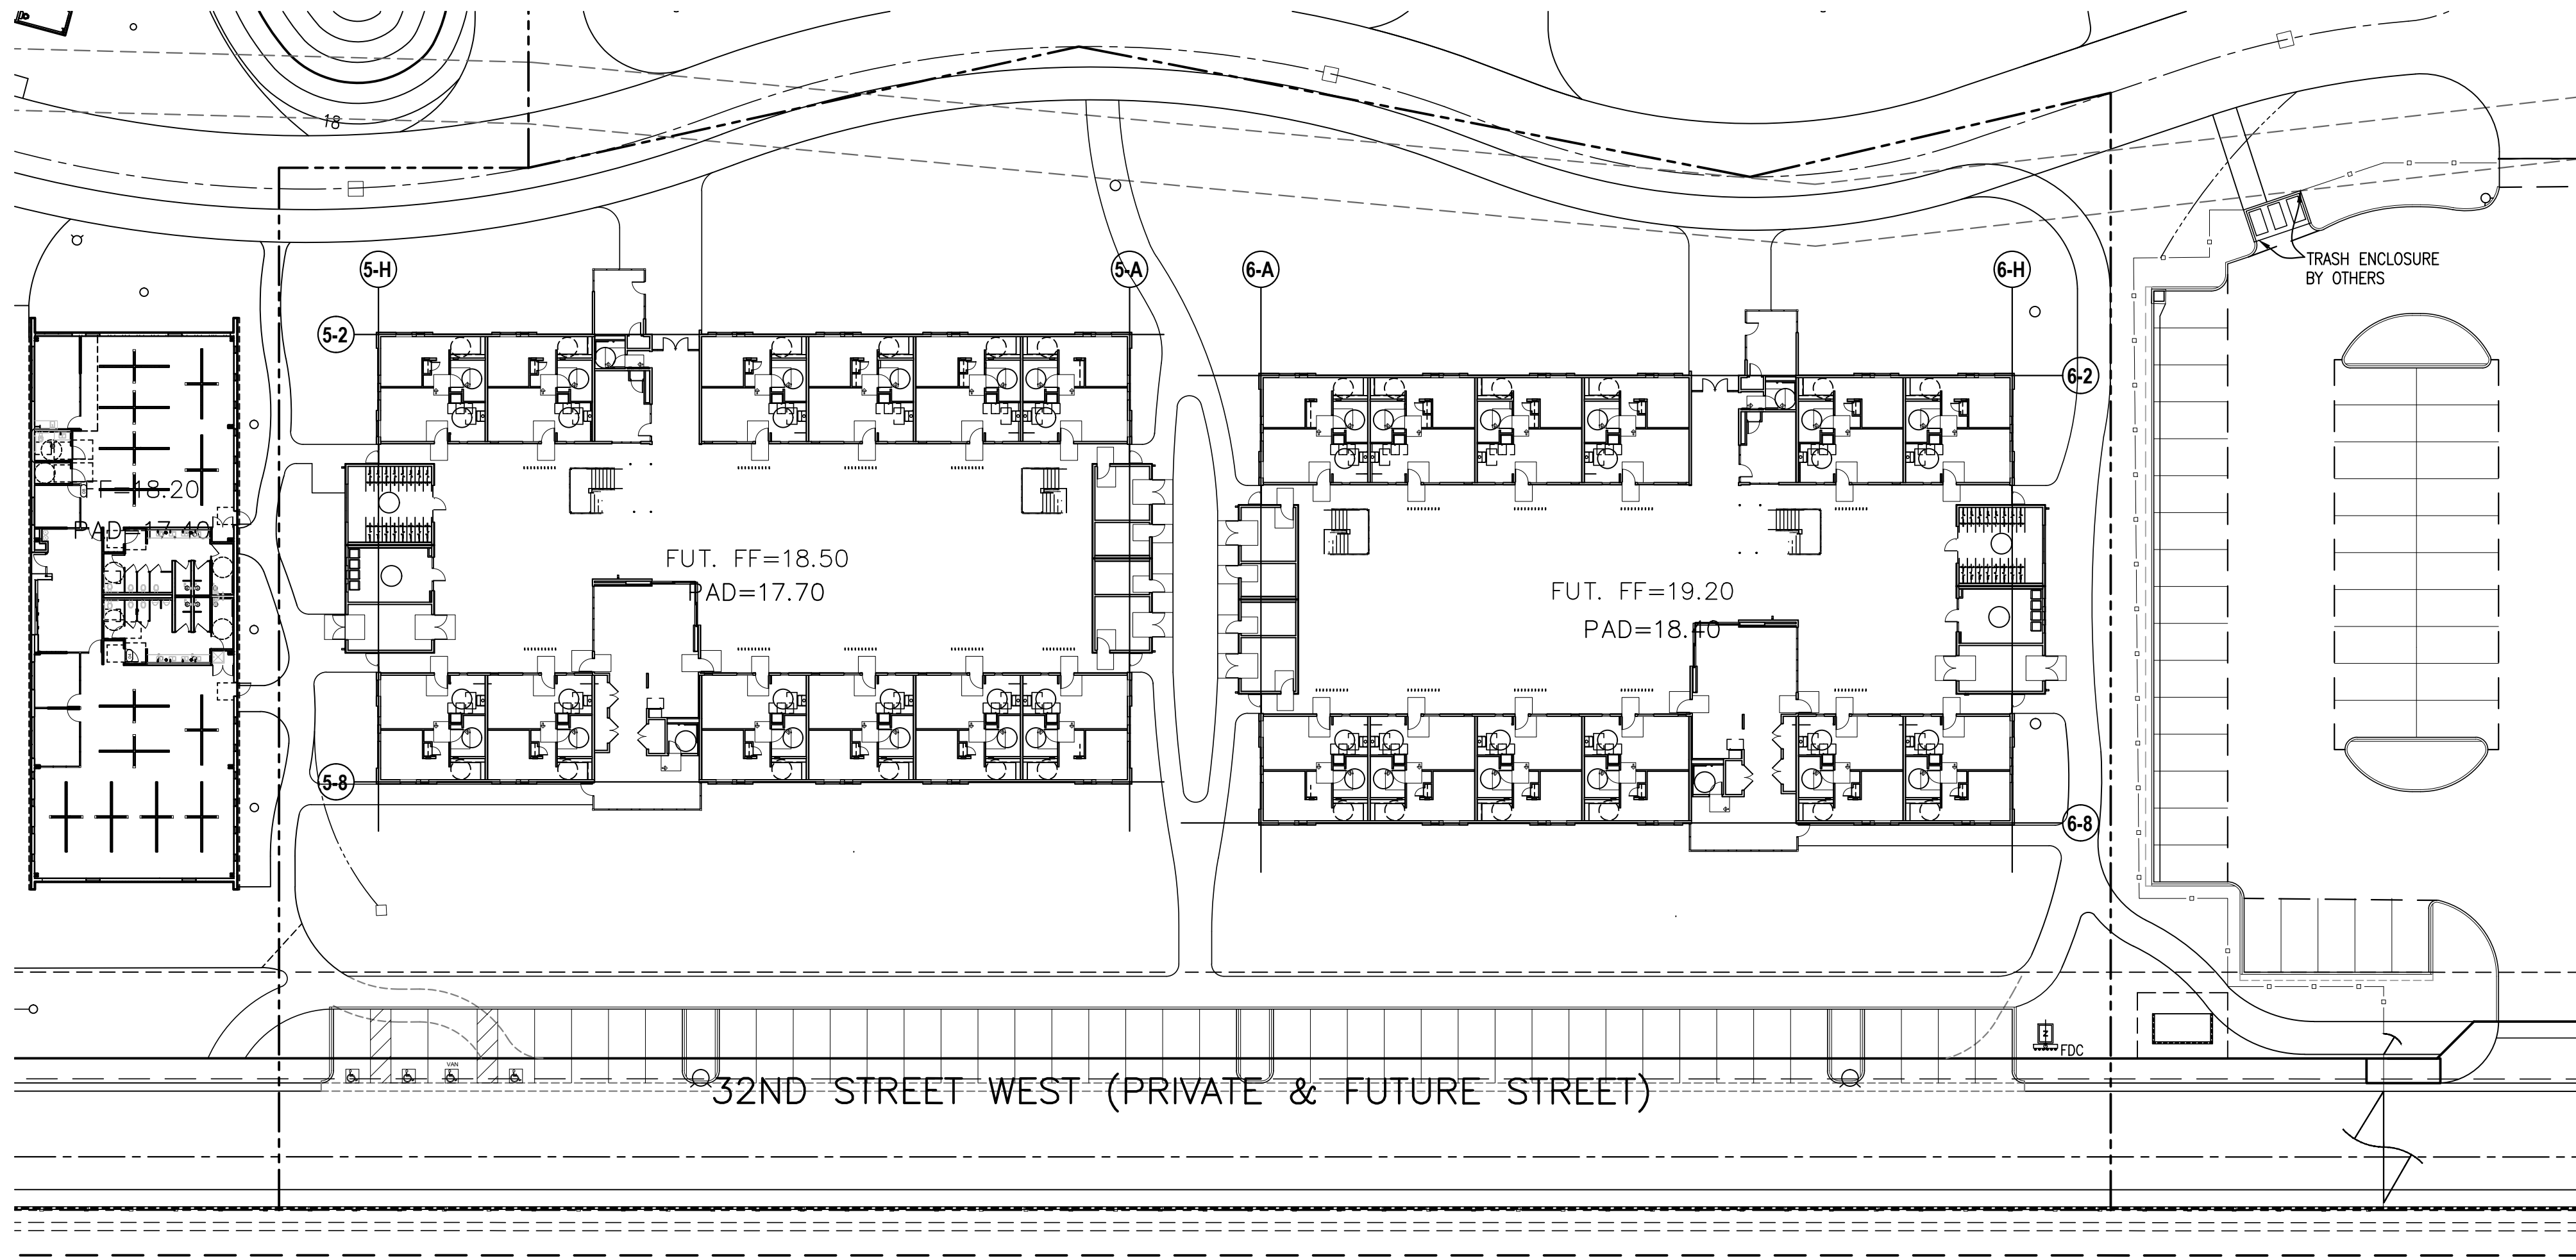 18
5-H
5-A
6-A
6-H
TRASH ENCLOSURE
BY OTHERS
5-2
6-2
FF=18.20
PAD=17.40
FUT. FF=18.50
PAD=17.70
FUT. FF=19.20
PAD=18.40
5-8
6-8
FDC
VAN
32ND STREET WEST (PRIVATE & FUTURE STREET)